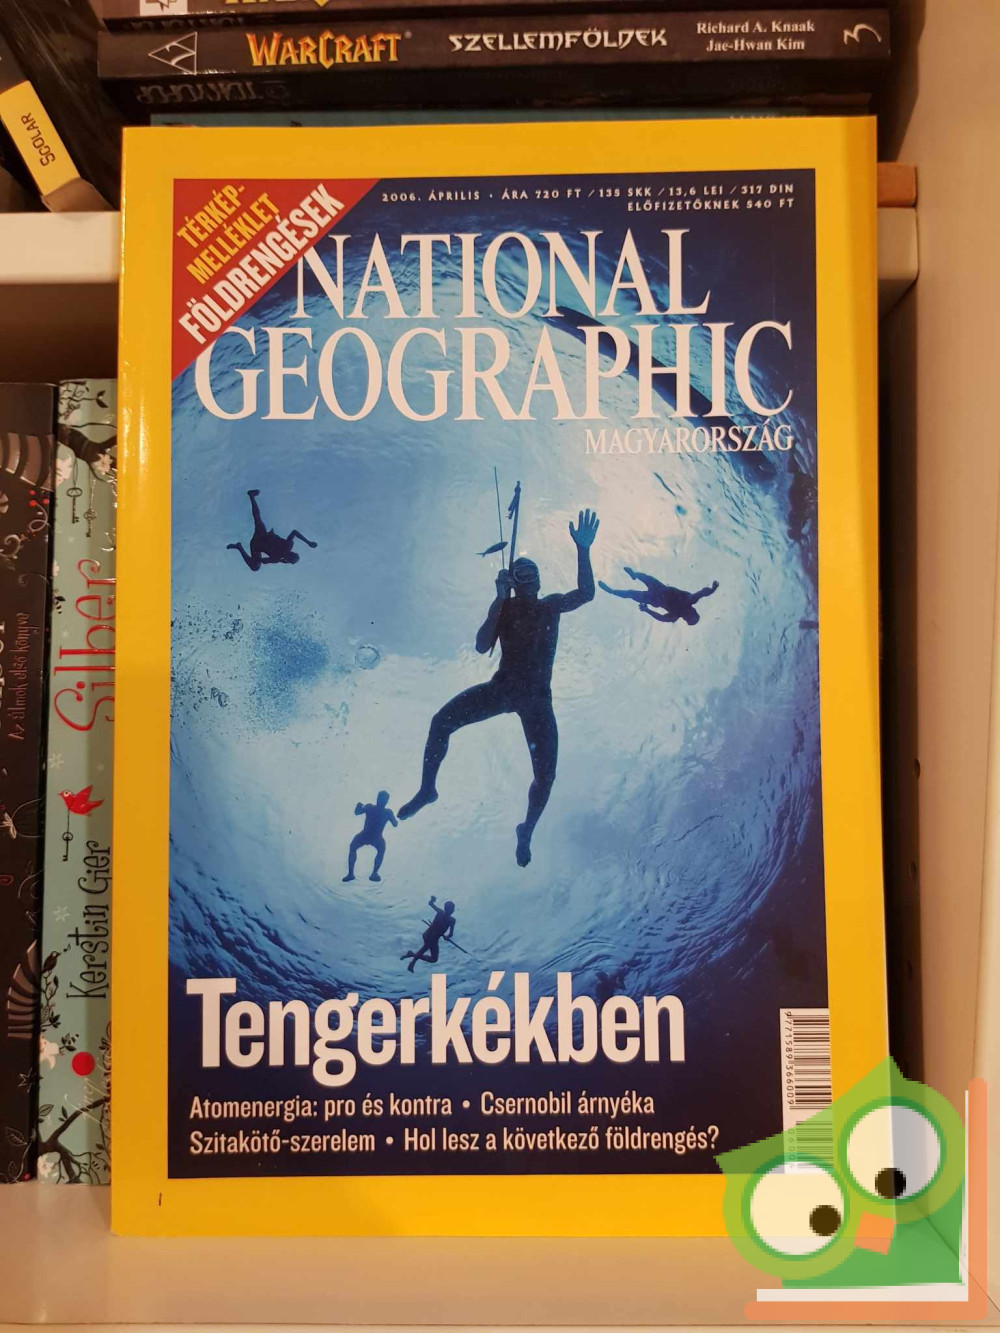 WARCRAFT SZELLEMFÖLDEK Richard A. Knaak
Jae-Hwan Kim
3
SCOLAR
TÉRKÉP-
MELLÉKLET
FÖLDRENGÉSEK
2006. ÁPRILIS · ÁRA 720 FT / 135 SKK / 13,6 LEI / 317 DIN
ELŐFIZETŐKNEK 540 FT
NATIONAL
GEOGRAPHIC
MAGYARORSZÁG
Az álmok első könyve
Silber
Kerstin Gier
Tengerkékben
Atomenergia: pro és kontra • Csernobil árnyéka
Szitakötő-szerelem • Hol lesz a következő földrengés?
9771589366009